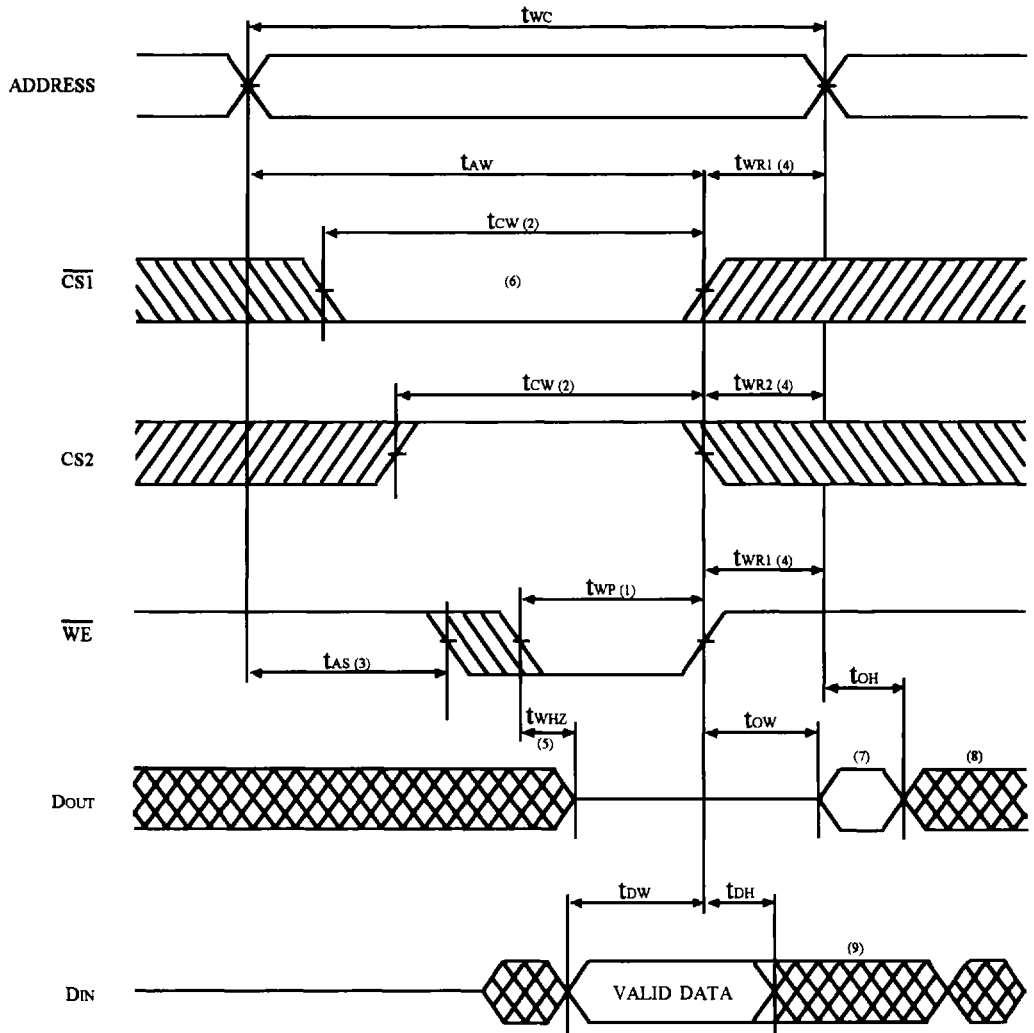 tWC
ADDRESS
tAW
tWR1 (4)
tCW (2)
CS1
(6)
tCW (2)
tWR2 (4)
CS2
tWR1 (4)
tWP (1)
WE
tAS (3)
tOH
tWHZ
(5)
tOW
(7)
(8)
DOUT
tDW
tDH
(9)
DIN
VALID DATA